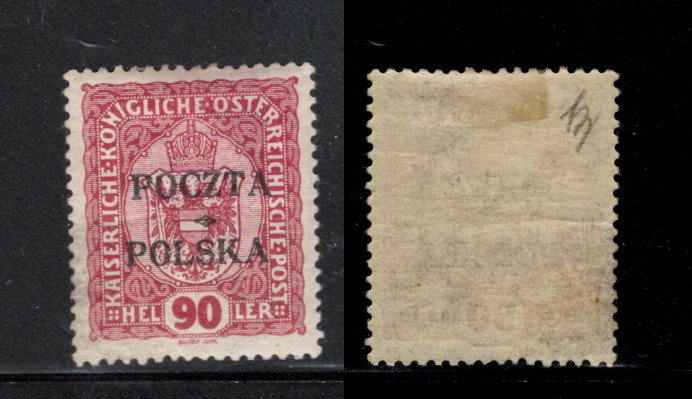 KAISERLICHE·KÖNIGLICHE·ÖSTERREICHISCHE·POST
POCZTA
POLSKA
HEL 90 LER